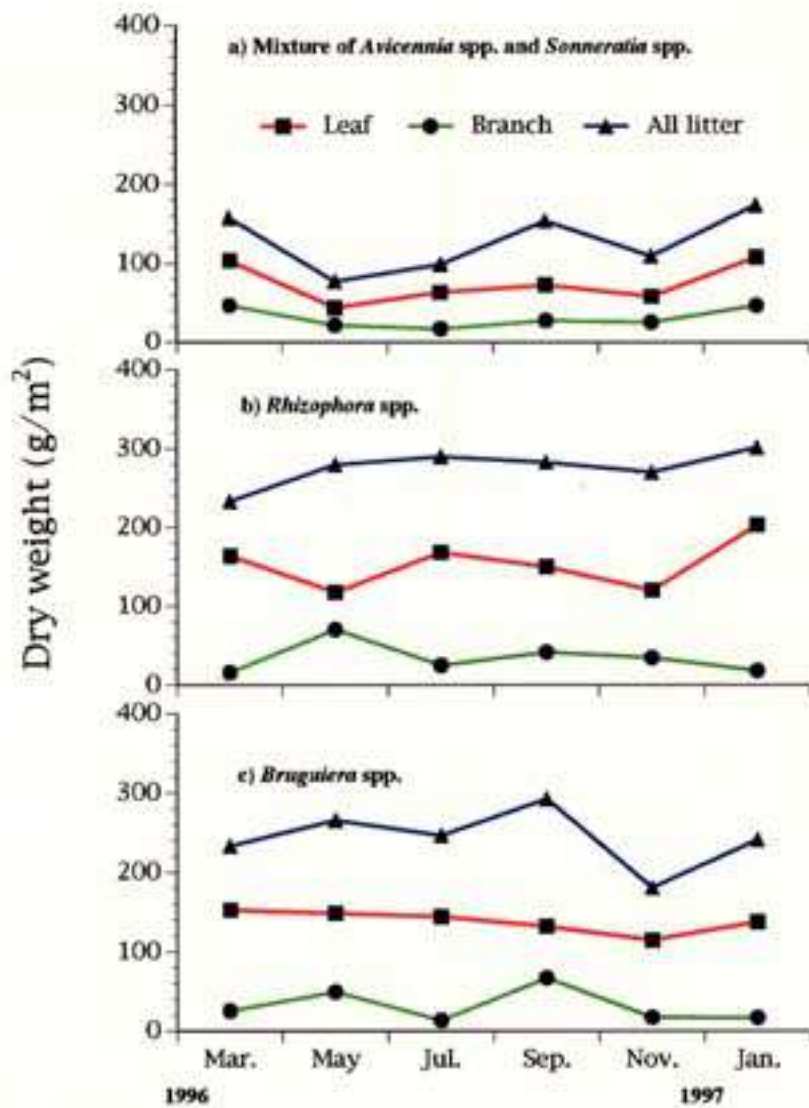 400
a) Mixture of Avicennia spp. and Sonneratia spp.
300
Leaf Branch All litter
200
100
0
Dry weight (g/m²)
400
b) Rhizophora spp.
300
200
100
0
400
c) Bruguiera spp.
300
200
100
0
Mar. May Jul. Sep. Nov. Jan.
1996 1997